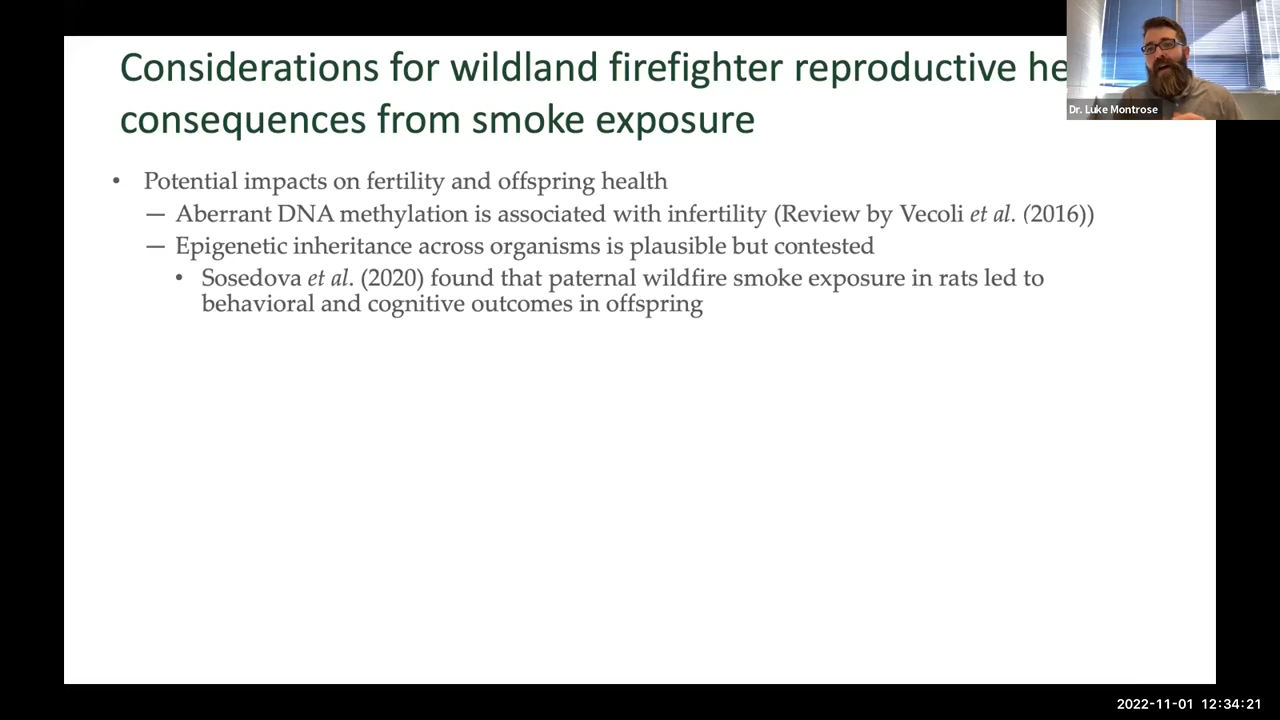 Considerations for wildland firefighter reproductive he
consequences from smoke exposure
Dr. Luke Montrose
• Potential impacts on fertility and offspring health
— Aberrant DNA methylation is associated with infertility (Review by Vecoli et al. (2016))
— Epigenetic inheritance across organisms is plausible but contested
• Sosedova et al. (2020) found that paternal wildfire smoke exposure in rats led to
behavioral and cognitive outcomes in offspring
2022-11-01 12:34:21